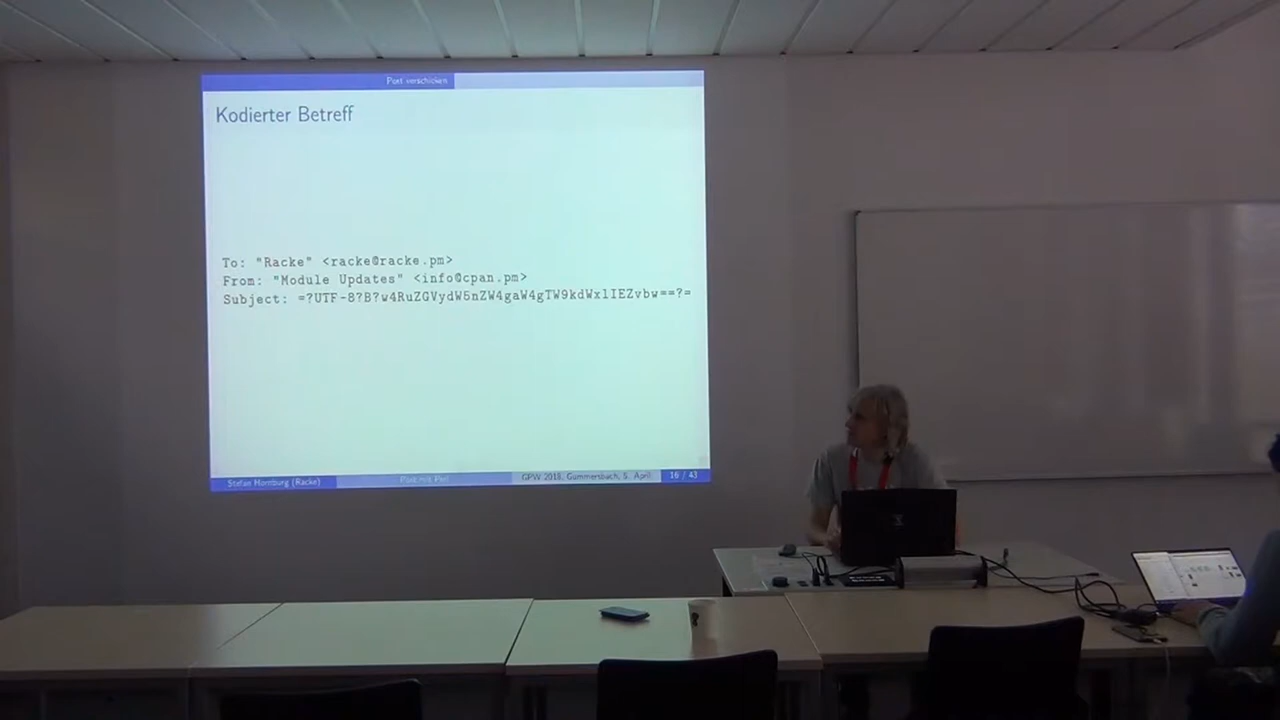 Post verschicken
Kodierter Betreff
To: "Racke" <racke@racke.pm>
From: "Module Updates" <info@cpan.pm>
Subject: =?UTF-8?B?w4RuZGVydW5nZW4gaW4gTW9kdWxlIEZvbw==?=
Stefan Hornburg (Racke)
Post mit Perl
GPW 2018, Gummersbach, 5. April
16 / 43